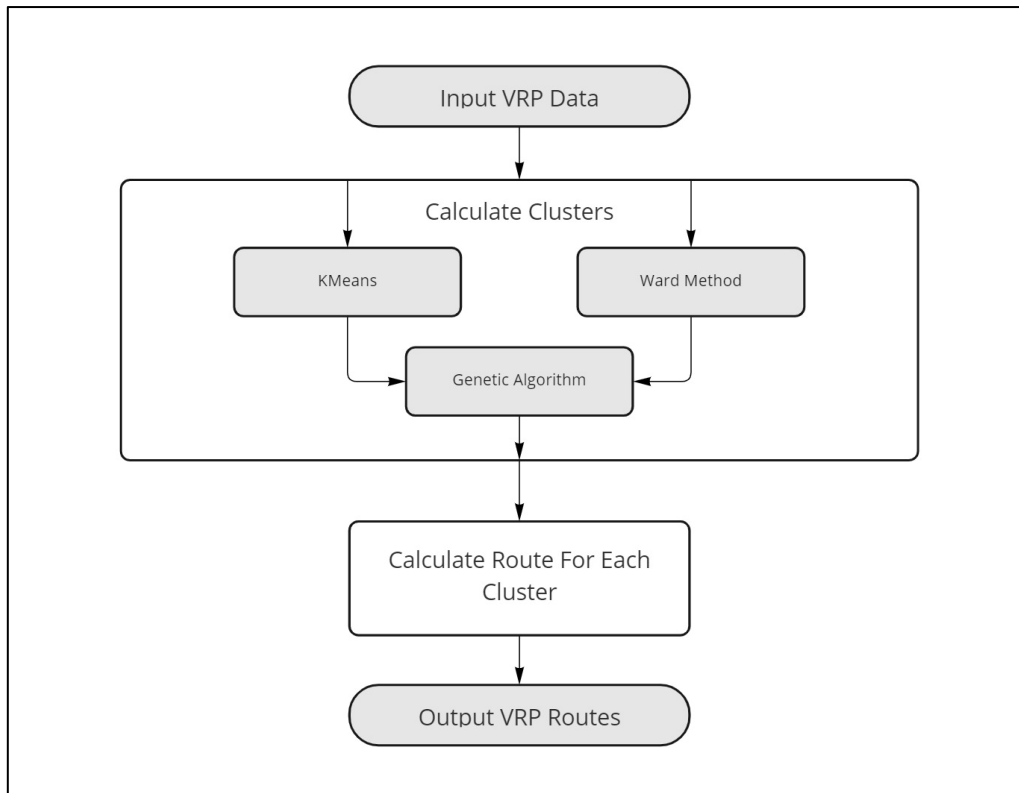 Input VRP Data
Calculate Clusters
KMeans
Ward Method
Genetic Algorithm
Calculate Route For Each
Cluster
Output VRP Routes